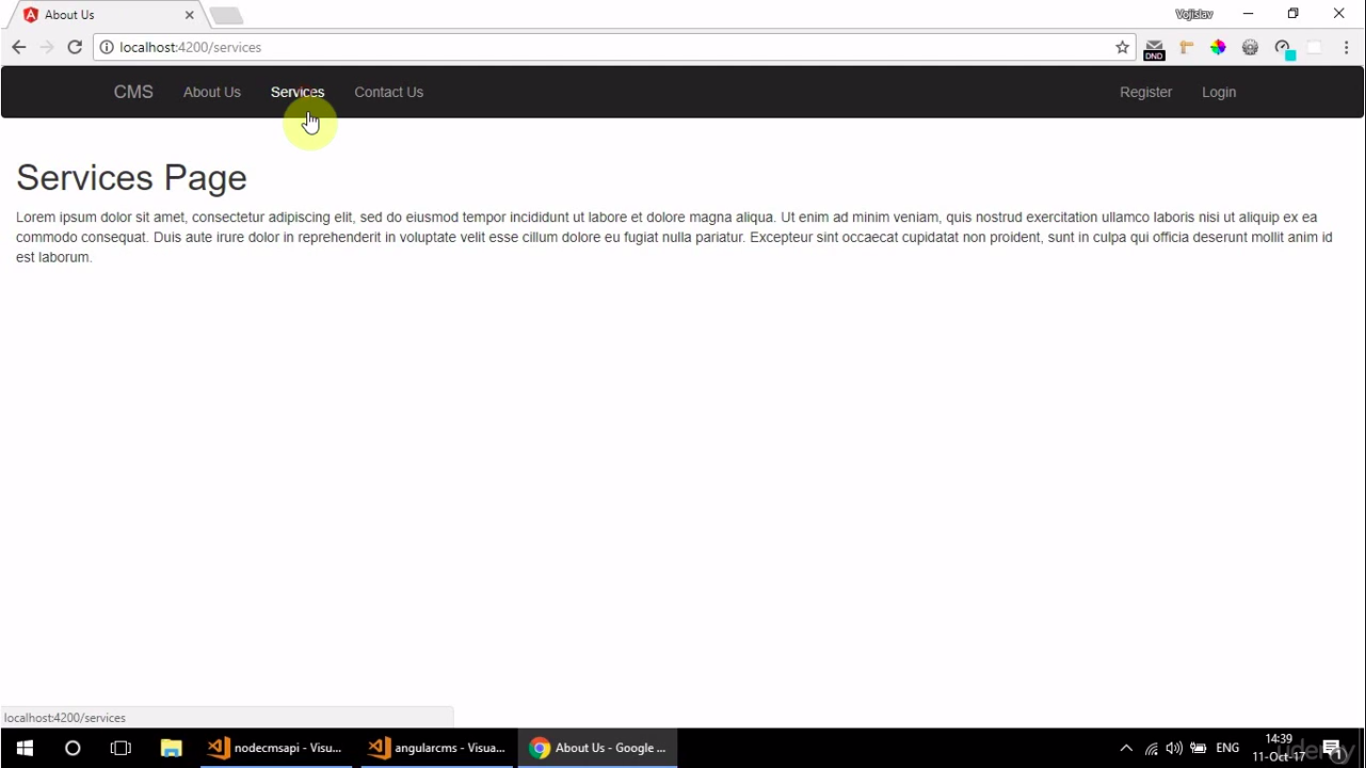 About Us
Vojislav
localhost:4200/services
DND
CMS About Us Services Contact Us Register Login
Services Page
Lorem ipsum dolor sit amet, consectetur adipiscing elit, sed do eiusmod tempor incididunt ut labore et dolore magna aliqua. Ut enim ad minim veniam, quis nostrud exercitation ullamco laboris nisi ut aliquip ex ea
commodo consequat. Duis aute irure dolor in reprehenderit in voluptate velit esse cillum dolore eu fugiat nulla pariatur. Excepteur sint occaecat cupidatat non proident, sunt in culpa qui officia deserunt mollit anim id
est laborum.
localhost:4200/services
nodecmsapi - Visu... angularcms - Visua... About Us - Google ... ENG
14:39
11-Oct-17
udemy
1